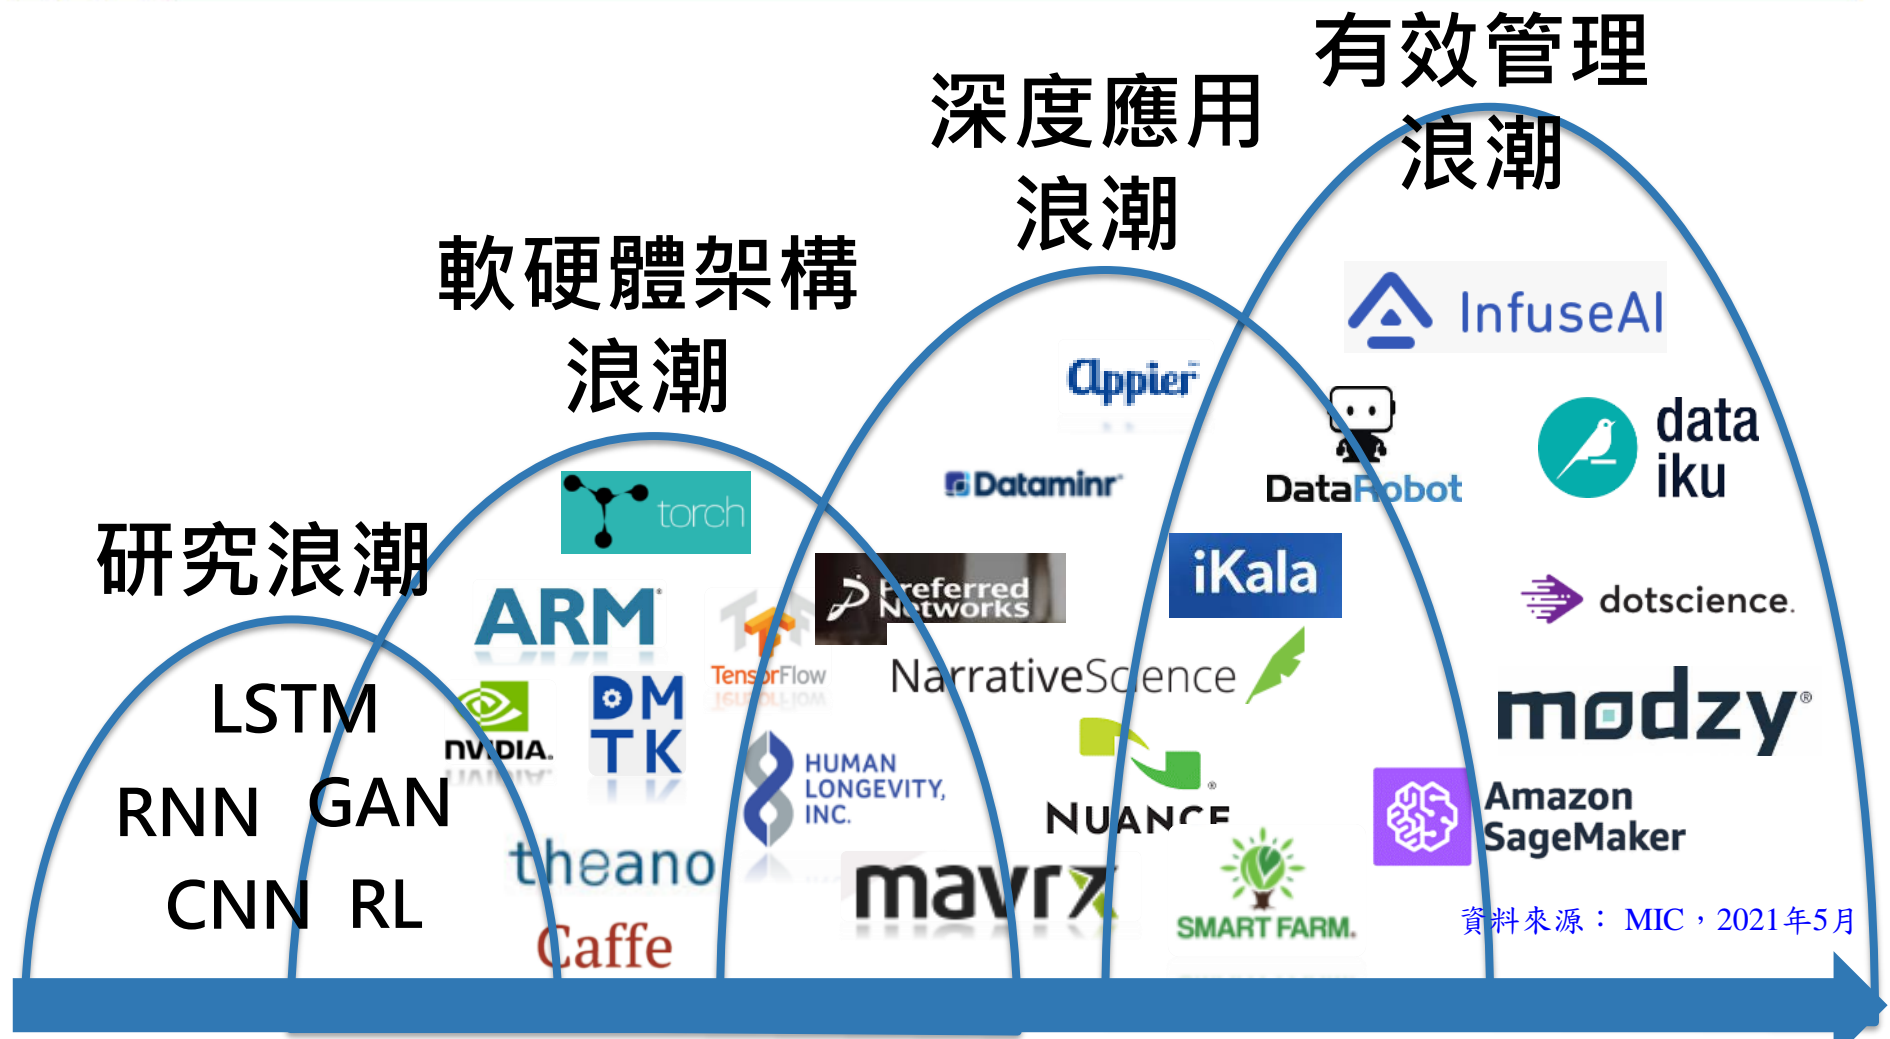 有效管理
浪潮
深度應用
浪潮
軟硬體架構
浪潮
研究浪潮
LSTM
RNN
GAN
CNN
RL
torch
ARM
TensorFlow
NVIDIA.
DM
TK
theano
Caffe
appier
Dataminr
Preferred
Networks
NarrativeScience
HUMAN
LONGEVITY,
INC.
NUANCE
mavrx
iKala
SMART FARM.
InfuseAI
DataRobot
data
iku
dotscience.
modzy®
Amazon
SageMaker
資料來源： MIC，2021年5月